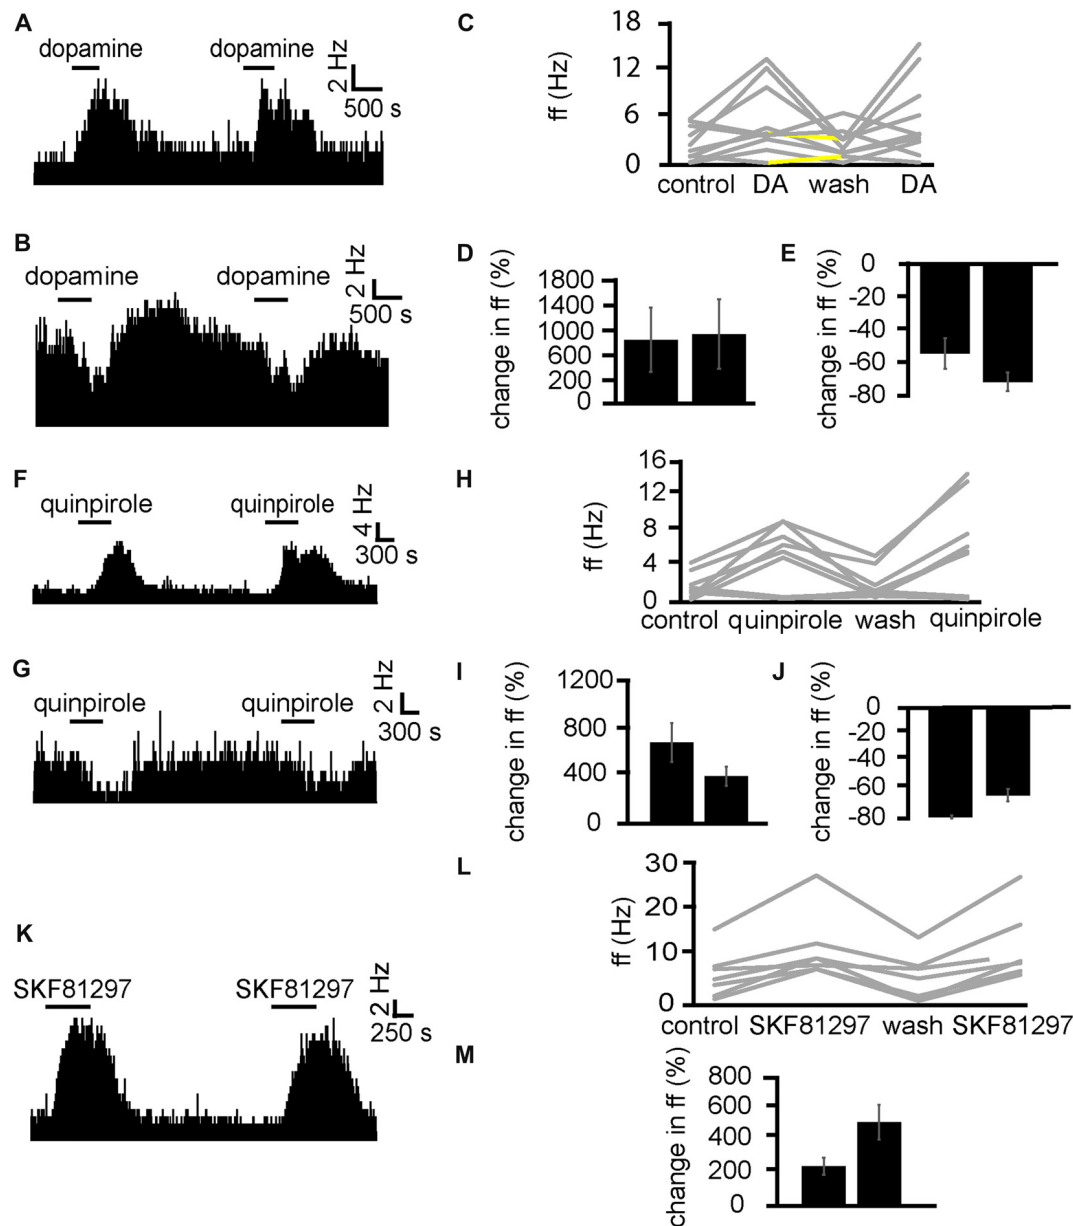 A
dopamine dopamine
2 Hz
500 s
C
ff (Hz)
18
12
6
0
control DA wash DA
B
dopamine dopamine
2 Hz
500 s
D
change in ff (%)
1800
1400
1000
600
200
0
E
change in ff (%)
0
-20
-40
-60
-80
F
quinpirole quinpirole
4 Hz
300 s
H
ff (Hz)
16
12
8
4
0
control quinpirole wash quinpirole
G
quinpirole quinpirole
2 Hz
300 s
I
change in ff (%)
1200
800
400
0
J
change in ff (%)
0
-20
-40
-60
-80
K
SKF81297 SKF81297
2 Hz
250 s
L
ff (Hz)
30
20
10
0
control SKF81297 wash SKF81297
M
change in ff (%)
800
600
400
200
0